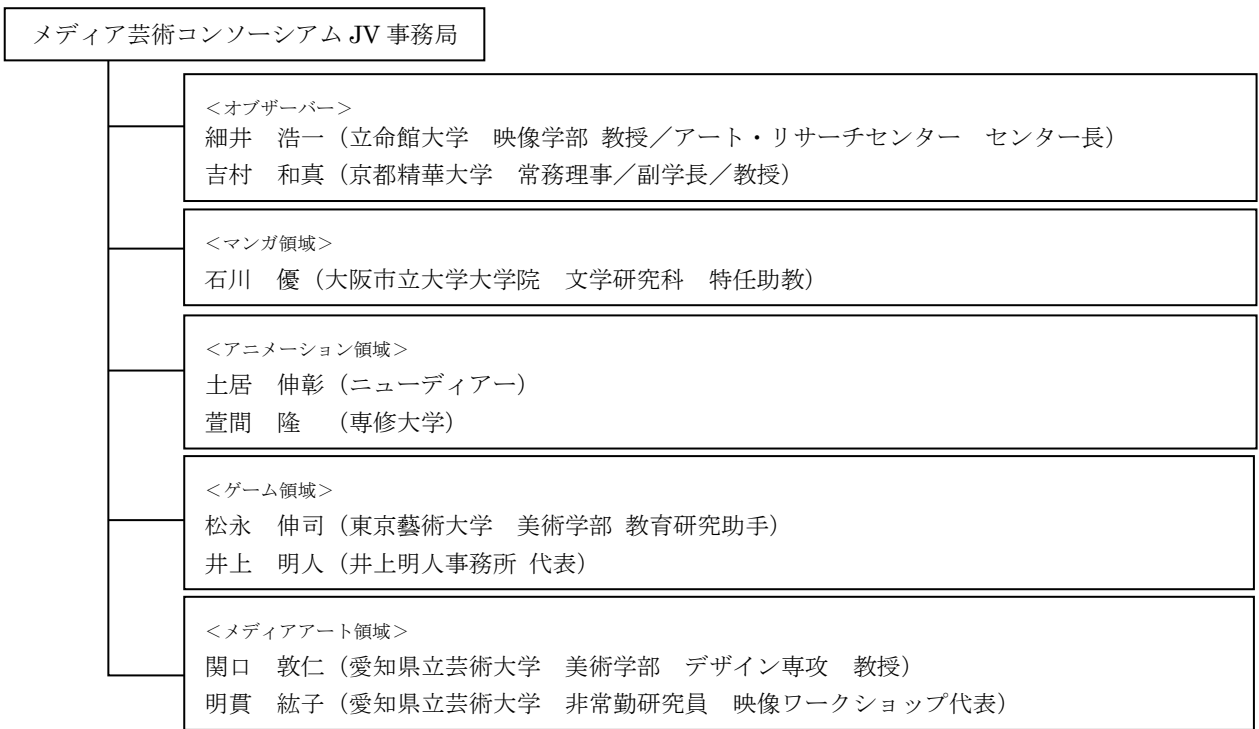 メディア芸術コンソーシアム JV 事務局
＜オブザーバー＞
細井　浩一（立命館大学　映像学部 教授／アート・リサーチセンター　センター長）
吉村　和真（京都精華大学　常務理事／副学長／教授）
＜マンガ領域＞
石川　優（大阪市立大学大学院　文学研究科　特任助教）
＜アニメーション領域＞
土居　伸彰（ニューディアー）
萱間　隆　（専修大学）
＜ゲーム領域＞
松永　伸司（東京藝術大学　美術学部 教育研究助手）
井上　明人（井上明人事務所 代表）
＜メディアアート領域＞
関口　敦仁（愛知県立芸術大学　美術学部　デザイン専攻　教授）
明貫　紘子（愛知県立芸術大学　非常勤研究員　映像ワークショップ代表）